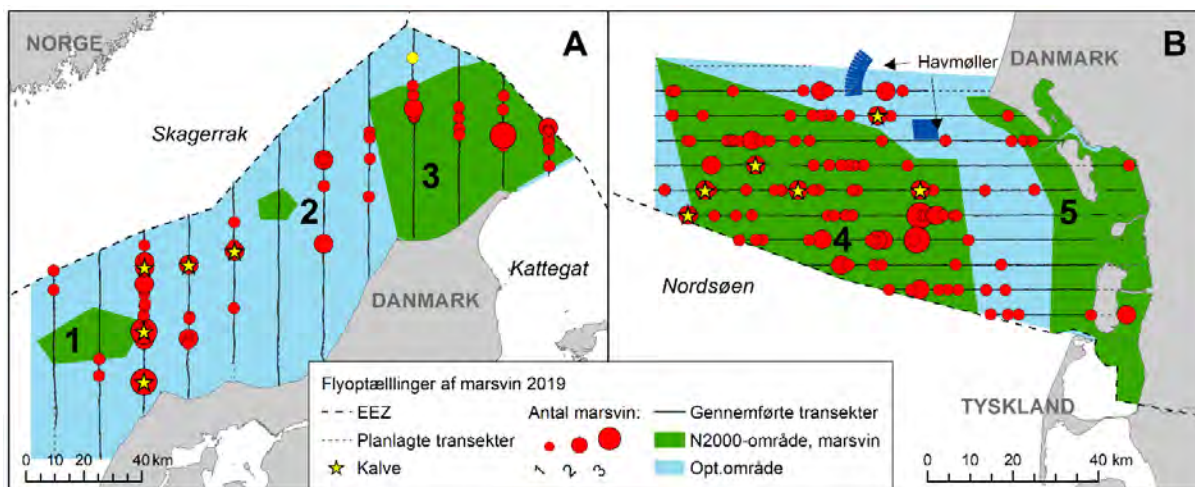 NORGE
A
Skagerrak
3
2
1
Kattegat
DANMARK
0 10 20 40 km
B
Havmøller
DANMARK
5
4
Nordsøen
TYSKLAND
0 10 20 40 km
Flyoptælllinger af marsvin 2019
EEZ
Antal marsvin:
Gennemførte transekter
Planlagte transekter
N2000-område, marsvin
Kalve
1 2 3
Opt.område